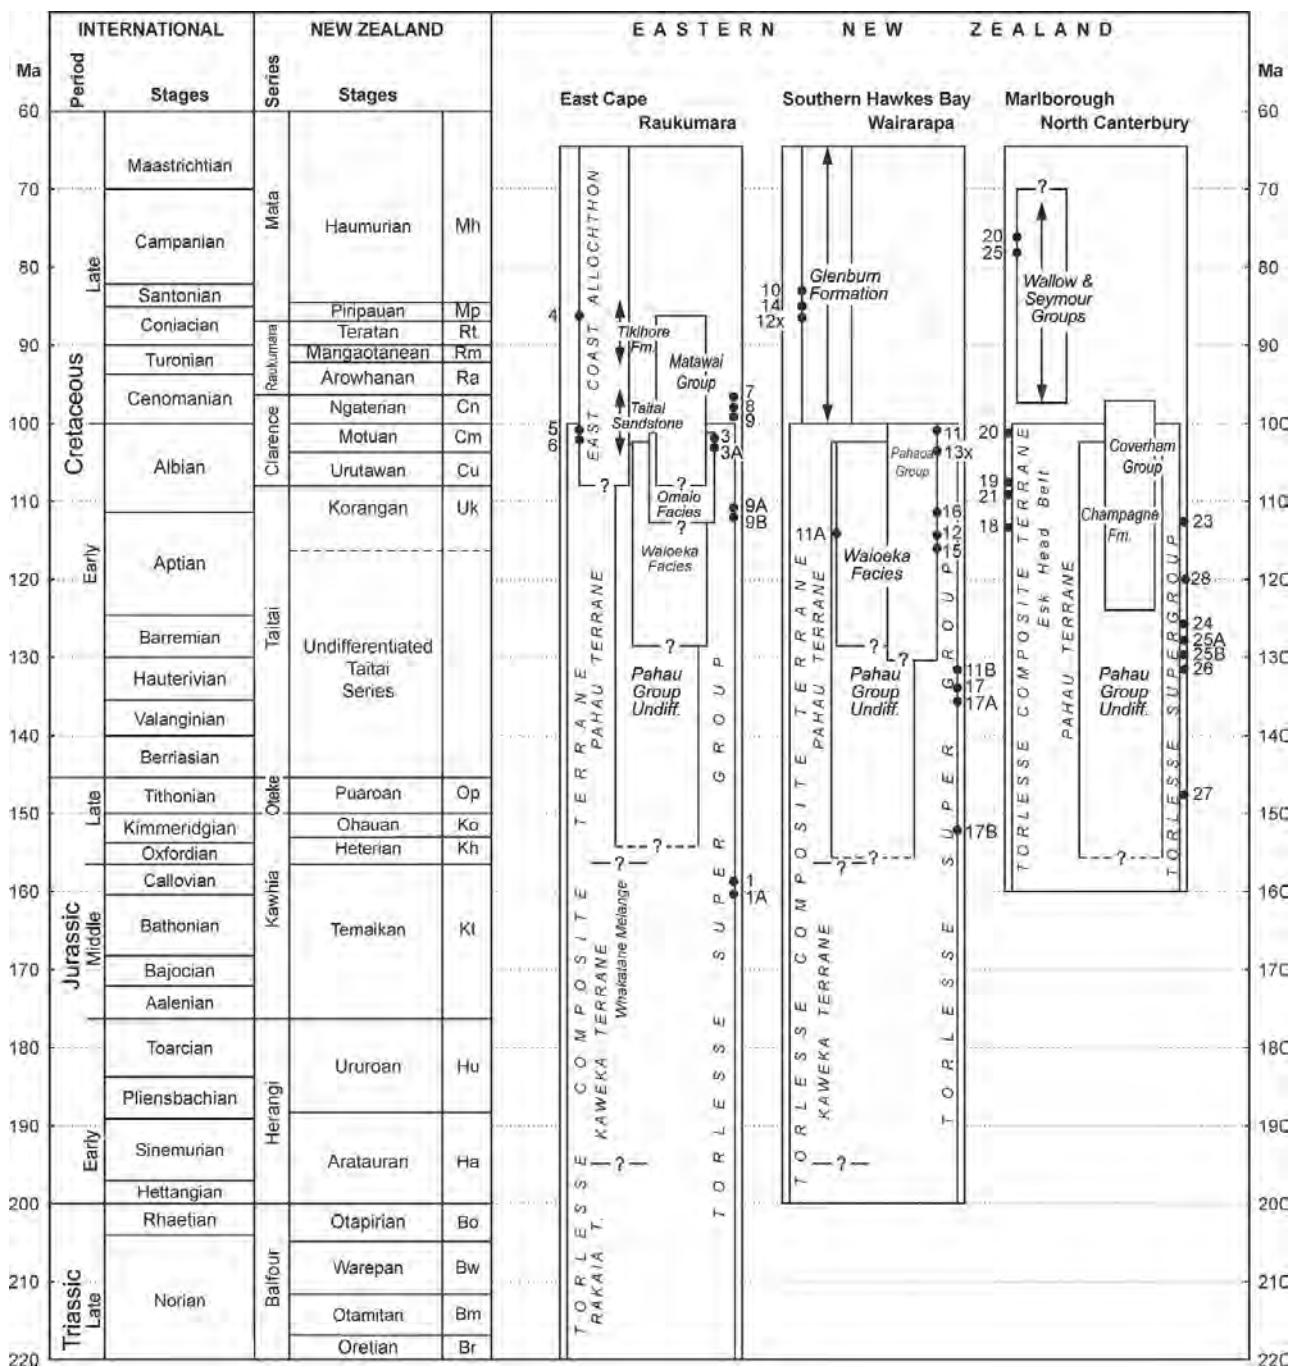 INTERNATIONAL
NEW ZEALAND
EASTERN NEW ZEALAND
Ma
Period
Stages
Series
Stages
Ma
East Cape
Raukumara
Southern Hawkes Bay
Wairarapa
Marlborough
North Canterbury
60
70
80
90
100
110
120
130
140
150
160
170
180
190
200
210
220
Cretaceous
Late
Early
Jurassic
Late
Middle
Early
Triassic
Late
Maastrichtian
Campanian
Santonian
Coniacian
Turonian
Cenomanian
Albian
Aptian
Barremian
Hauterivian
Valanginian
Berriasian
Tithonian
Kimmeridgian
Oxfordian
Callovian
Bathonian
Bajocian
Aalenian
Toarcian
Pliensbachian
Sinemurian
Hettangian
Rhaetian
Norian
Mata
Raukumara
Clarence
Taitai
Oteke
Kawhia
Herangi
Balfour
Haumurian Mh
Piripauan Mp
Teratan Rt
Mangaotanean Rm
Arowhanan Ra
Ngaterian Cn
Motuan Cm
Urutawan Cu
Korangan Uk
Undifferentiated
Taitai
Series
Puaroan Op
Ohauan Ko
Heterian Kh
Temaikan Kt
Ururoan Hu
Aratauran Ha
Otapirian Bo
Warepan Bw
Otamitan Bm
Oretian Br
EAST COAST ALLOCHTHON
4
5
6
Tikihore
Fm.
Taitai
Sandstone
?
Matawai
Group
?
7
8
9
3
3A
Omaio
Facies
?
9A
9B
Waioeka
Facies
?
Pahau
Group
Undiff.
?
?
1
1A
PAHAU TERRANE
Whakatane Melange
KAWEKA TERRANE
?
RAKAIA T.
TORLESSE COMPOSITE TERRANE
TORLESSE SUPER GROUP
Glenburn
Formation
10
14
12x
Pahaoa
Group
11
13x
16
12
15
11A
Waioeka
Facies
?
?
11B
17
17A
Pahau
Group
Undiff.
?
?
17B
PAHAU TERRANE
KAWEKA TERRANE
?
TORLESSE COMPOSITE TERRANE
TORLESSE SUPER GROUP
?
20
25
Wallow &
Seymour
Groups
20
19
21
18
Coverham
Group
Champagne
Fm.
23
28
24
25A
25B
26
Pahau
Group
Undiff.
27
?
TORLESSE COMPOSITE TERRANE
Esk Head Belt
PAHAU TERRANE
TORLESSE SUPERGROUP
60
70
80
90
100
110
120
130
140
150
160
170
180
190
200
210
220